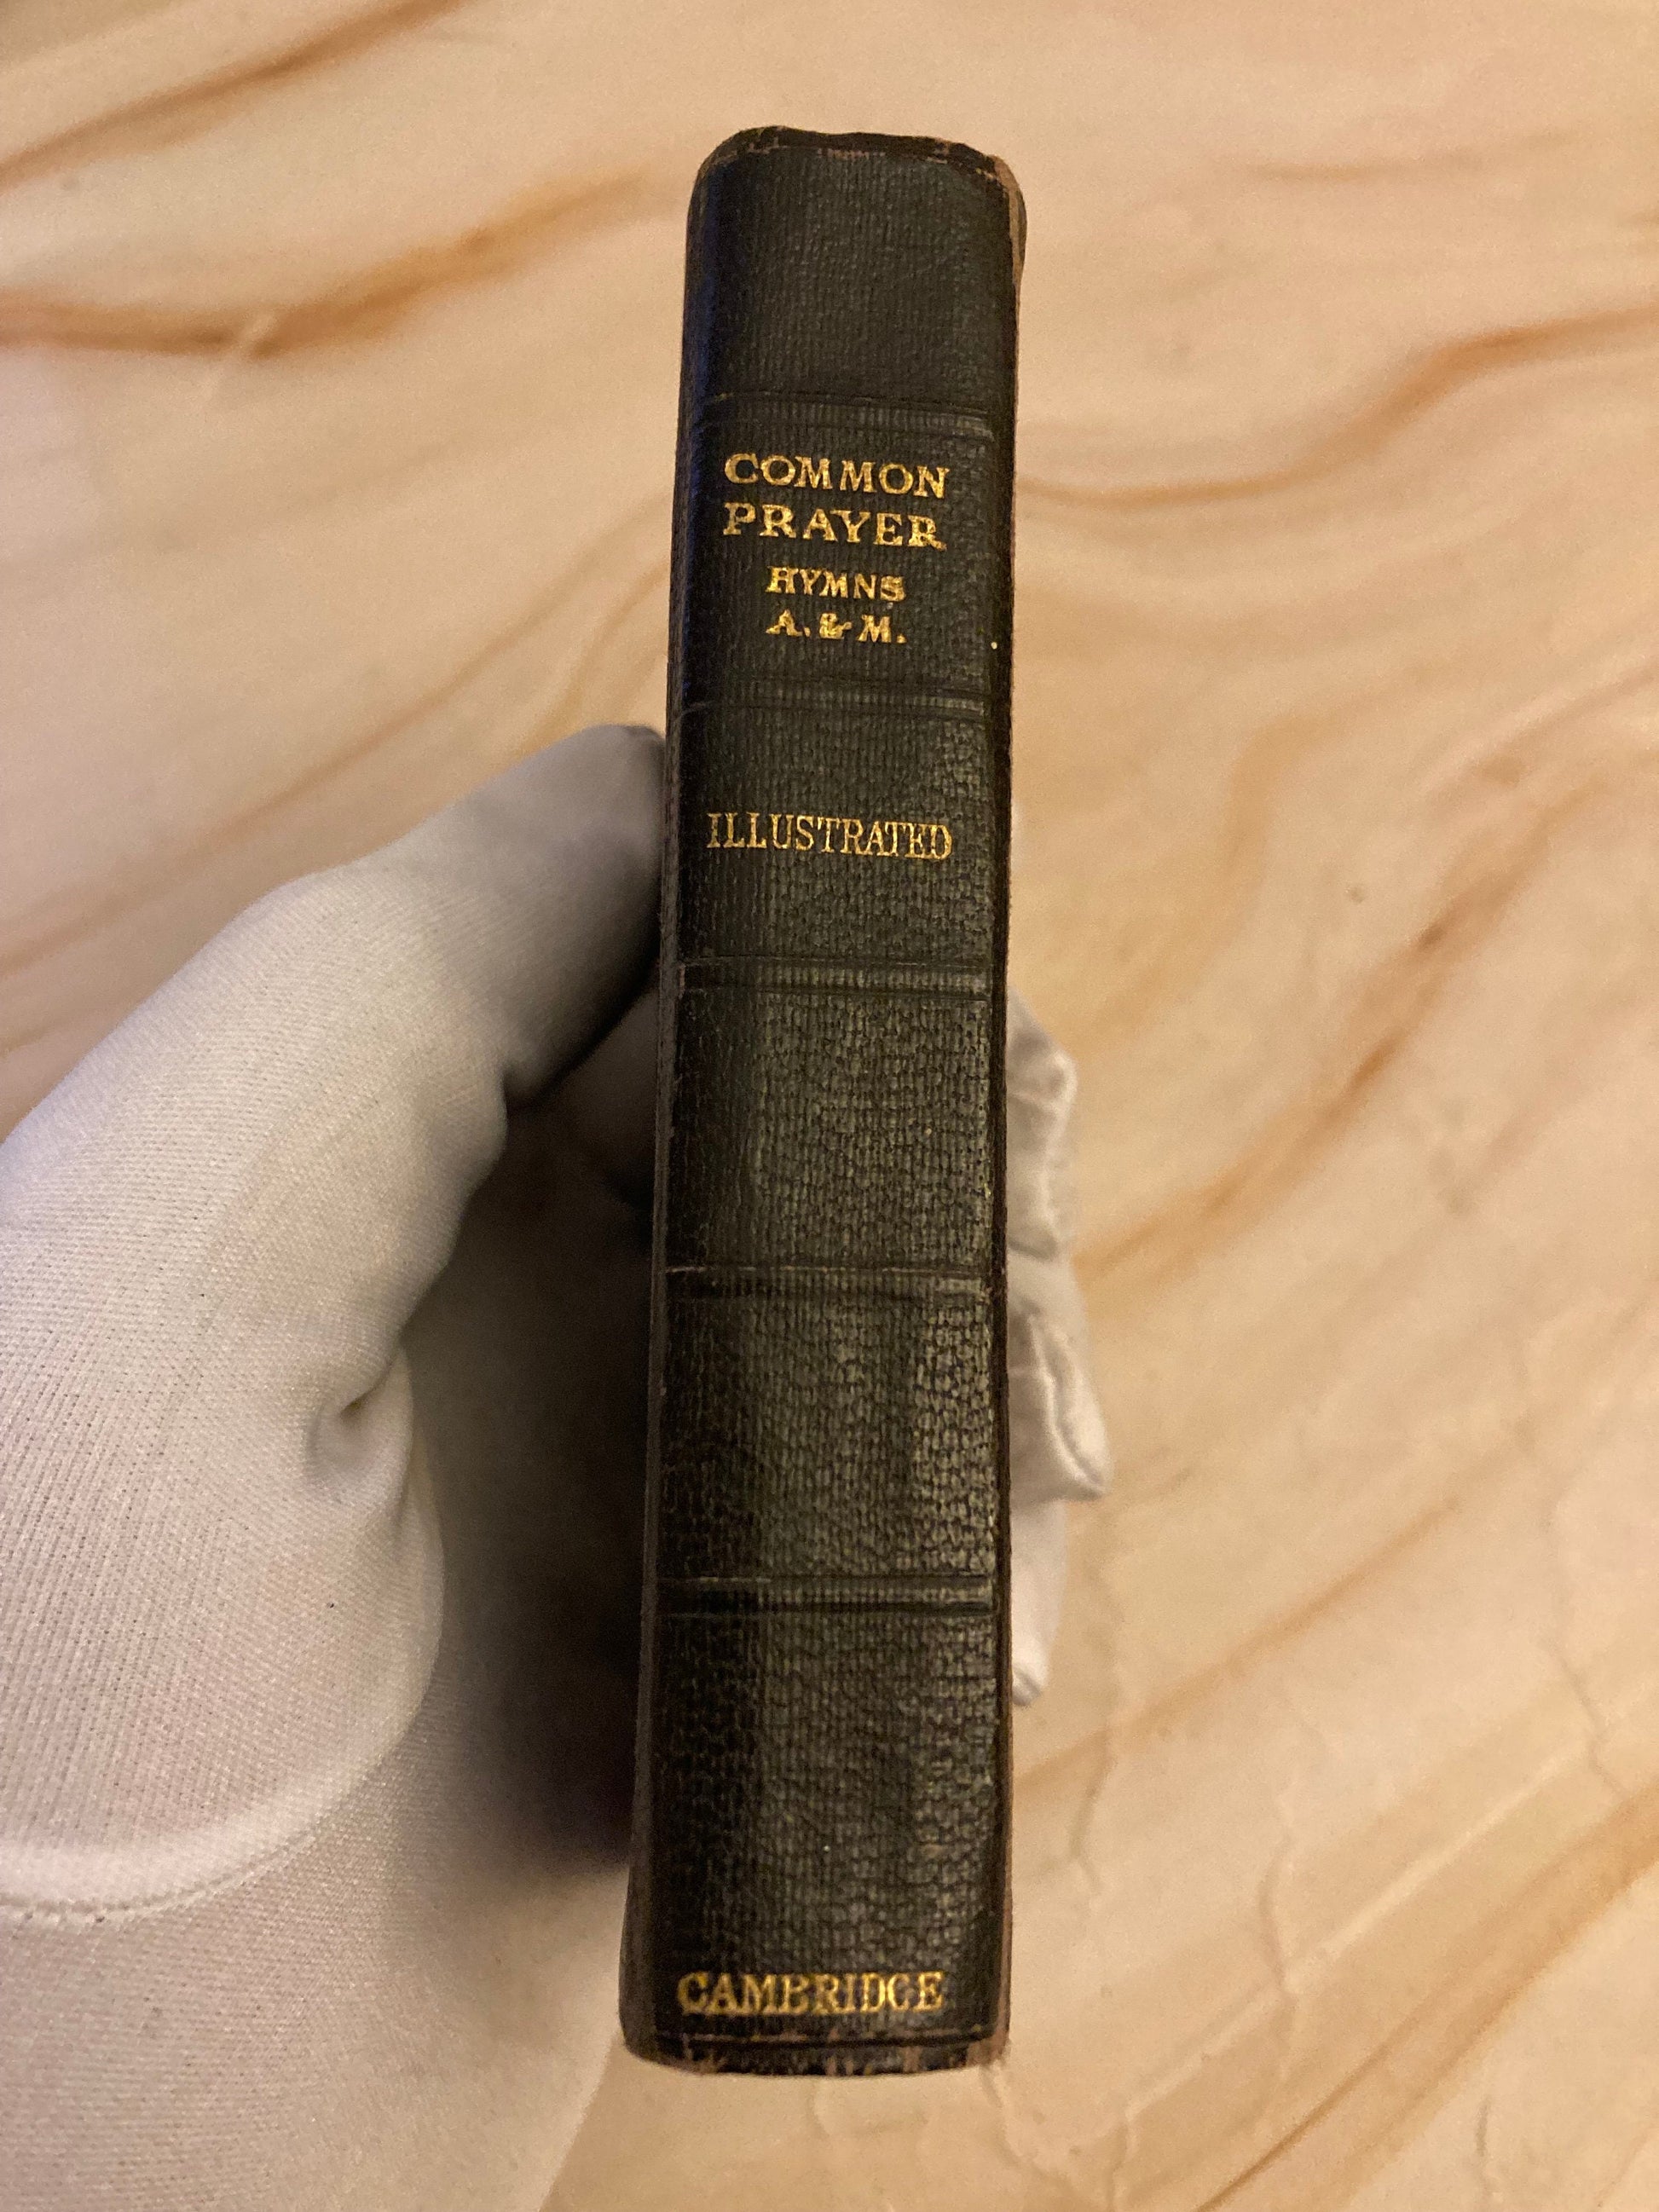 COMMON
PRAYER
HYMNS
A. & M.
ILLUSTRATED
CAMBRIDGE